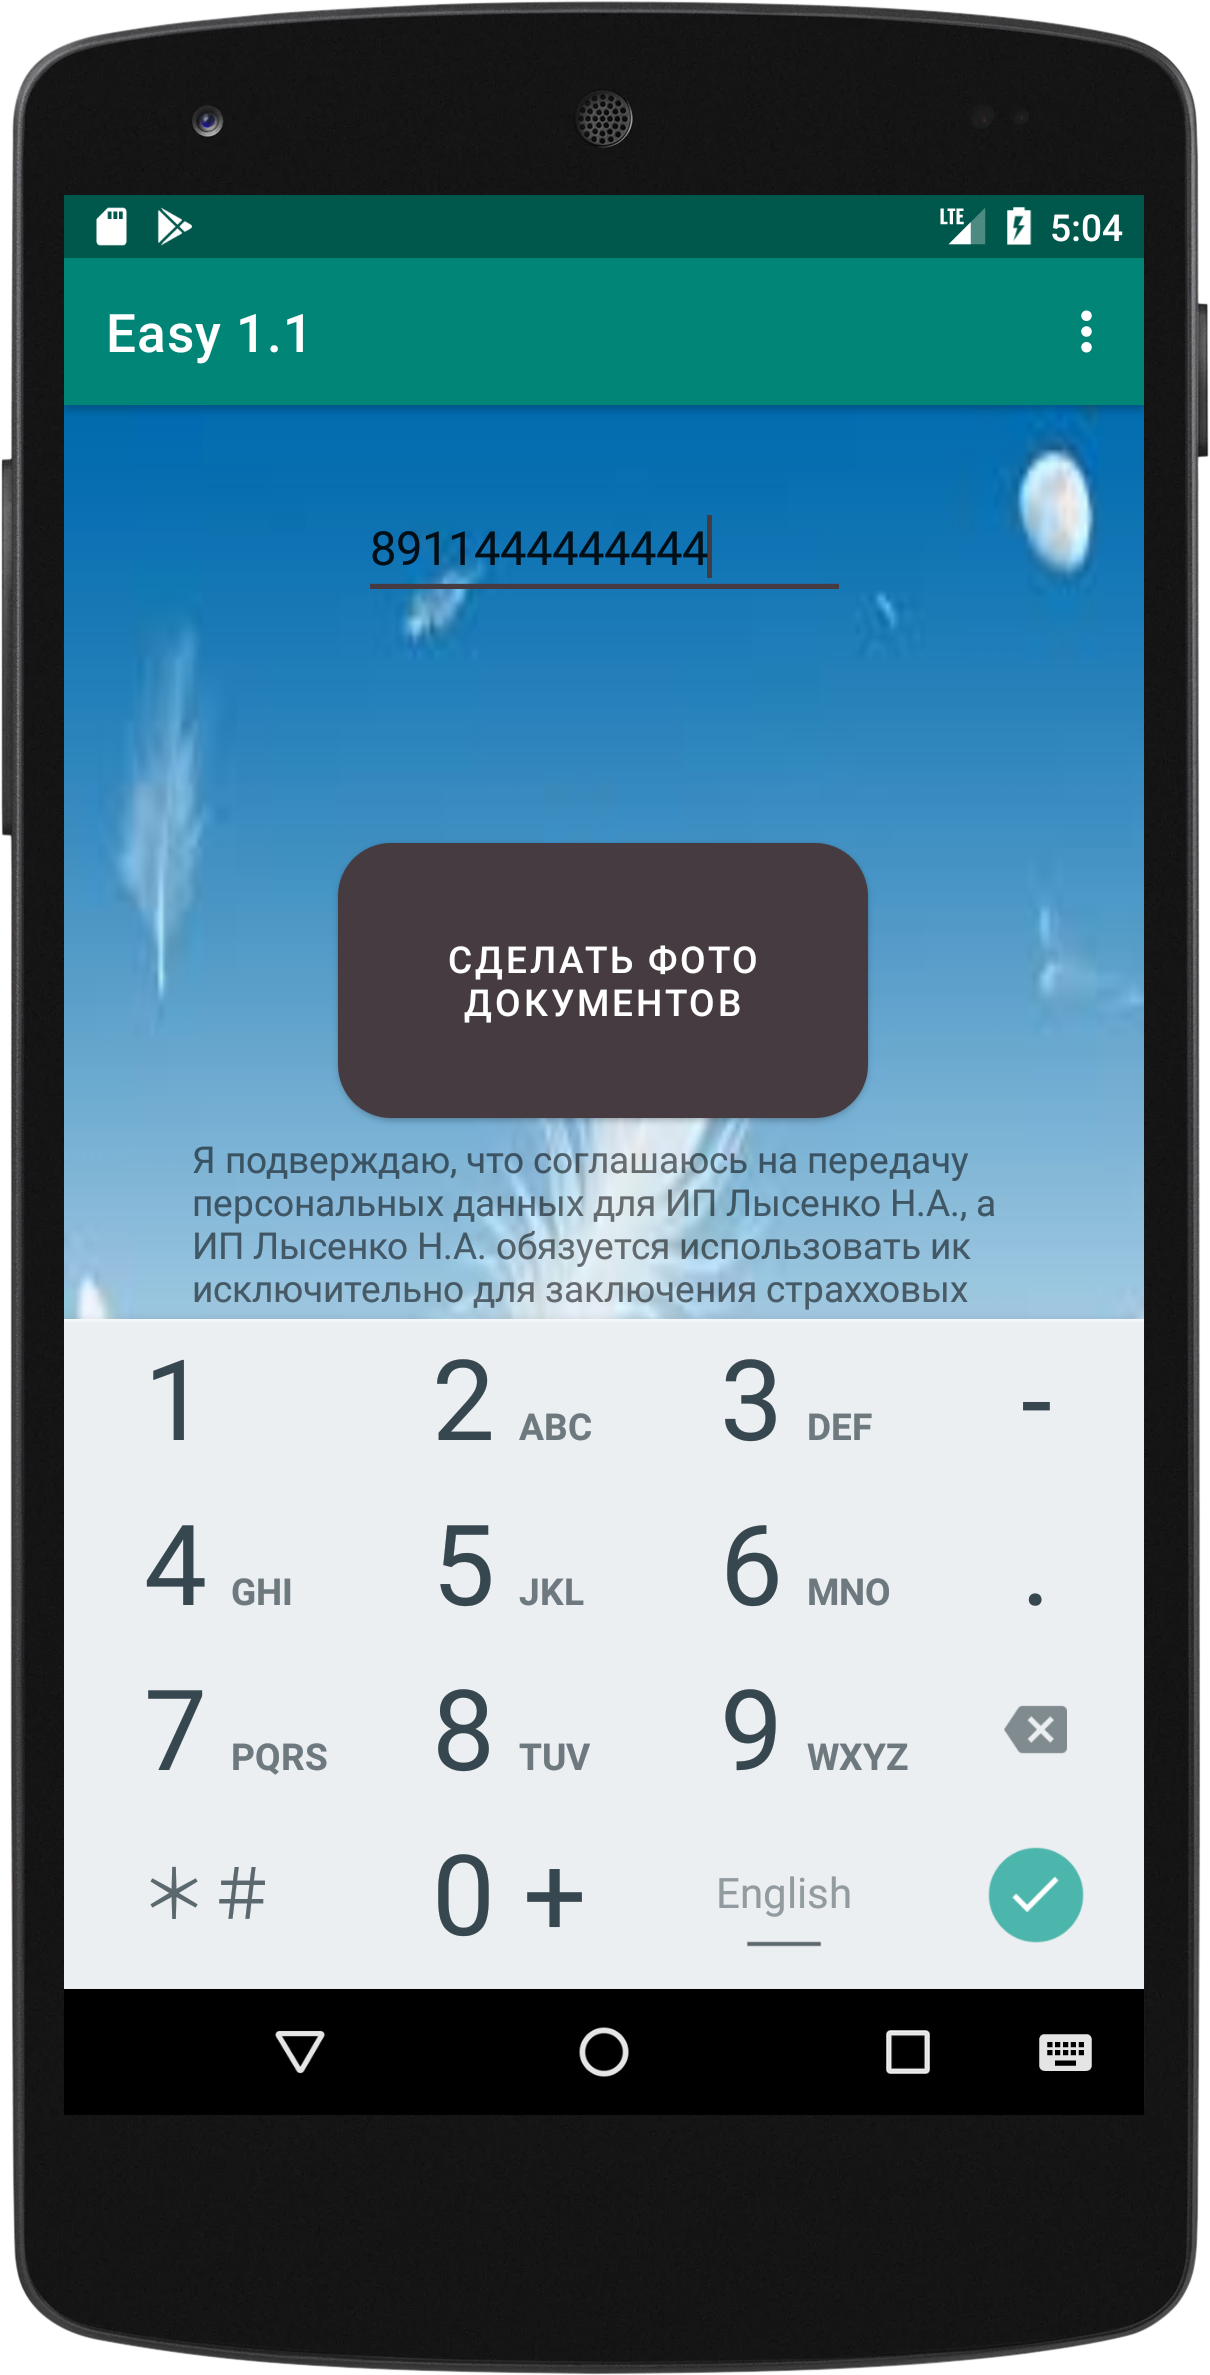 LTE 5:04
Easy 1.1
8911444444444
СДЕЛАТЬ ФОТО
ДОКУМЕНТОВ
Я подверждаю, что соглашаюсь на передачу
персональных данных для ИП Лысенко Н.А., а
ИП Лысенко Н.А. обязуется использовать ик
исключительно для заключения страхховых
1 2 ABC 3 DEF -
4 GHI 5 JKL 6 MNO .
7 PQRS 8 TUV 9 WXYZ
* # 0 + English